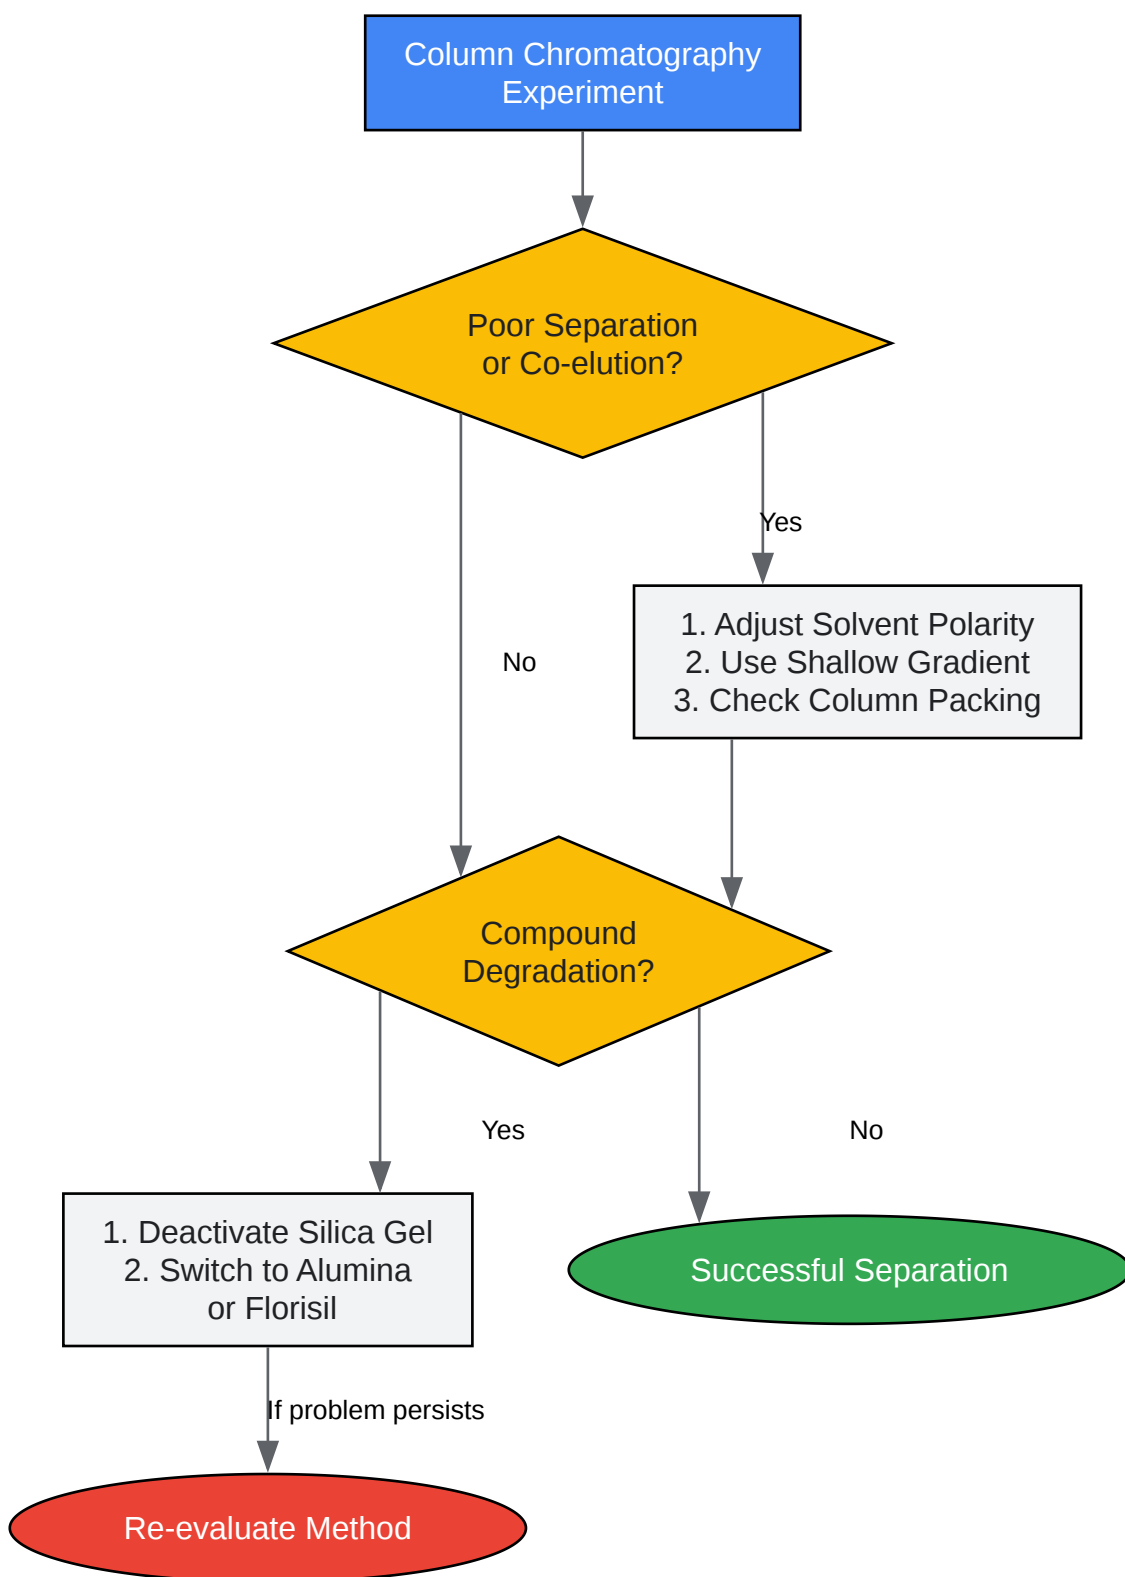 Column Chromatography
Experiment
Poor Separation
or Co-elution?
Yes
1. Adjust Solvent Polarity
2. Use Shallow Gradient
3. Check Column Packing
No
Compound
Degradation?
Yes
No
1. Deactivate Silica Gel
2. Switch to Alumina
or Florisil
Successful Separation
If problem persists
Re-evaluate Method